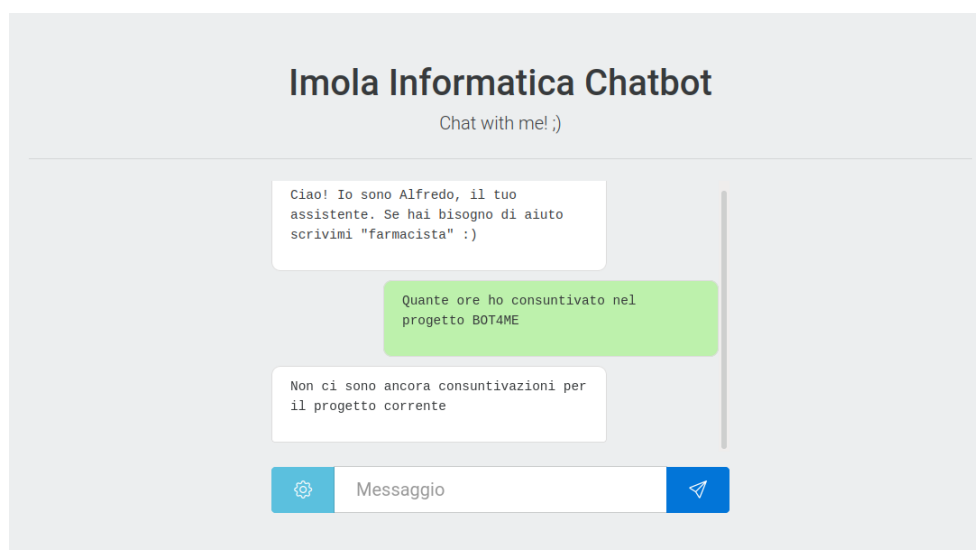 Imola Informatica Chatbot
Chat with me! ;)
Ciao! Io sono Alfredo, il tuo
assistente. Se hai bisogno di aiuto
scrivimi "farmacista" :)
Quante ore ho consuntivato nel
progetto BOT4ME
Non ci sono ancora consuntivazioni per
il progetto corrente
Messaggio